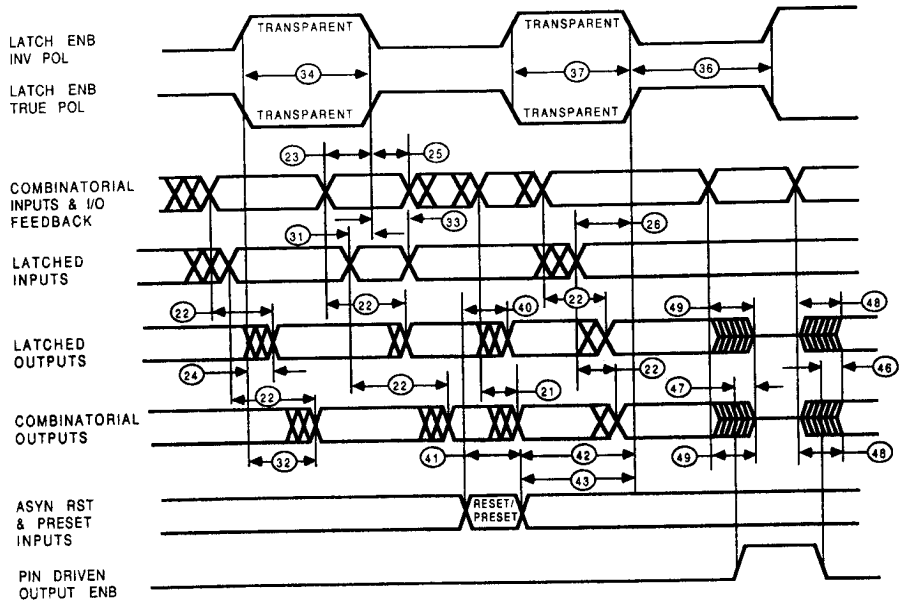 LATCH ENB
INV POL
TRANSPARENT
TRANSPARENT
34
37
36
LATCH ENB
TRUE POL
TRANSPARENT
TRANSPARENT
23
25
COMBINATORIAL
INPUTS & I/O
FEEDBACK
33
26
31
LATCHED
INPUTS
22
22
40
22
49
48
LATCHED
OUTPUTS
24
22
22
21
22
47
46
COMBINATORIAL
OUTPUTS
32
41
42
49
48
43
ASYN RST
& PRESET
INPUTS
RESET/
PRESET
PIN DRIVEN
OUTPUT ENB